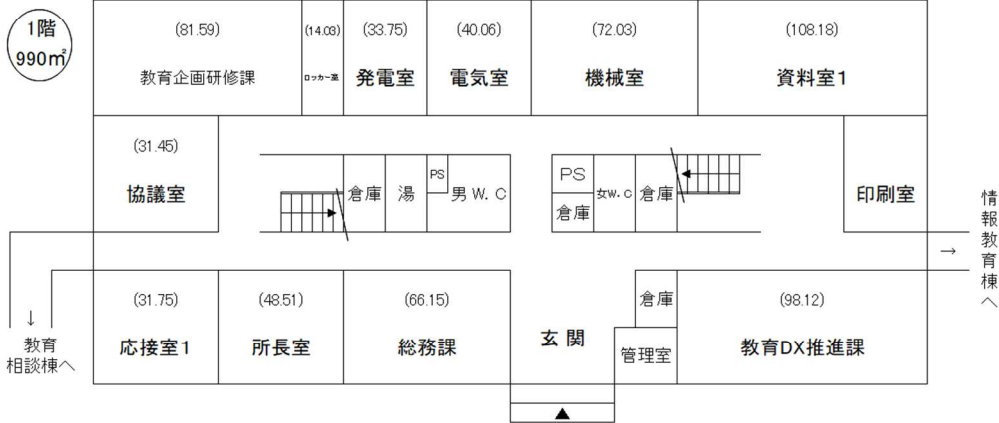 1階
990㎡
(81.59)
教育企画研修課
(14.03)
ロッカー室
(33.75)
発電室
(40.06)
電気室
(72.03)
機械室
(108.18)
資料室1
(31.45)
協議室
倉庫
湯
PS
男W.C
PS
倉庫
女W.C
倉庫
印刷室
→
情報教育棟へ
↓
教育
相談棟へ
(31.75)
応接室1
(48.51)
所長室
(66.15)
総務課
玄関
倉庫
管理室
(98.12)
教育DX推進課
▲